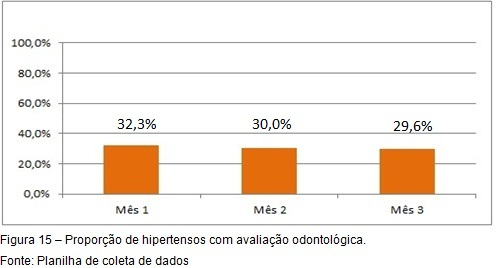 100,0%
80,0%
60,0%
40,0%
20,0%
0,0%
32,3%
30,0%
29,6%
Mês 1
Mês 2
Mês 3
Figura 15 – Proporção de hipertensos com avaliação odontológica.
Fonte: Planilha de coleta de dados